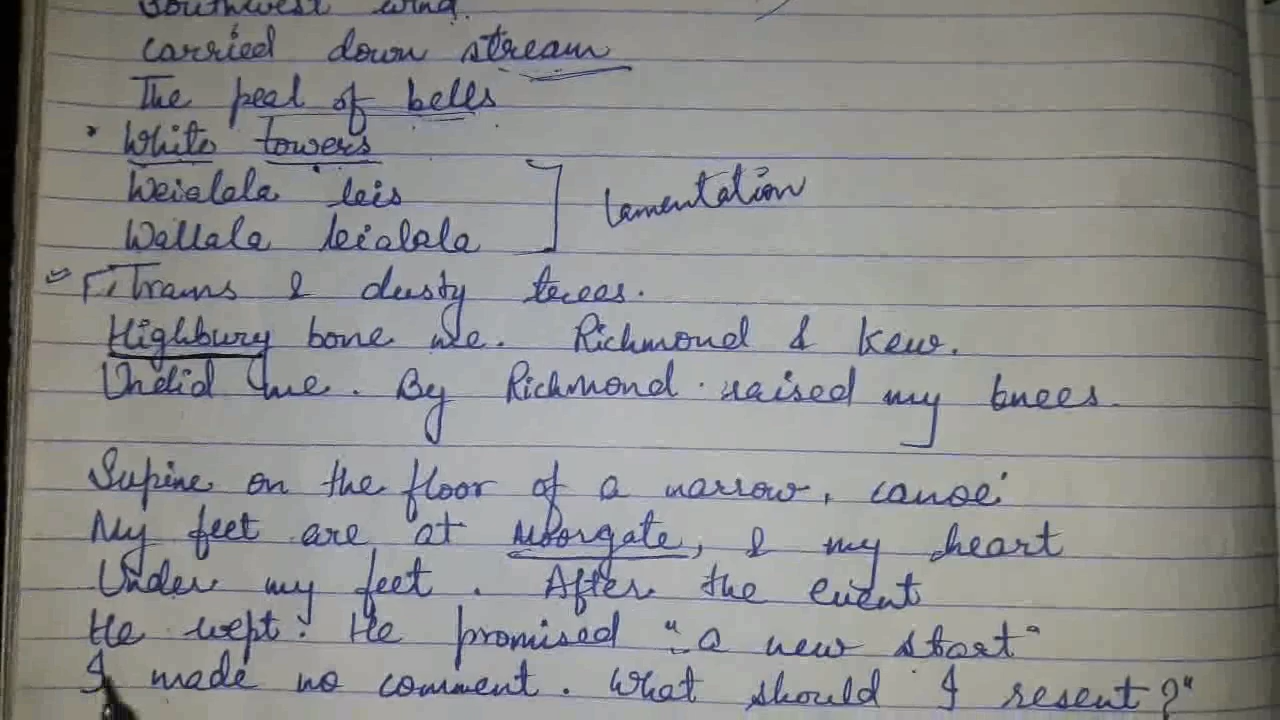 Southwest wind.
carried down stream
The peal of bells
White towers
Weialala leia
Wallala leialala
lamentation
Trams & dusty trees.
Highbury bone me. Richmond & Kew.
Undid me. By Richmond raised my knees.
Supine on the floor of a narrow, canoe
My feet are at Moorgate, & my heart
Under my feet. After the event
He wept. He promised "a new start"
I made no comment. What should I resent?"